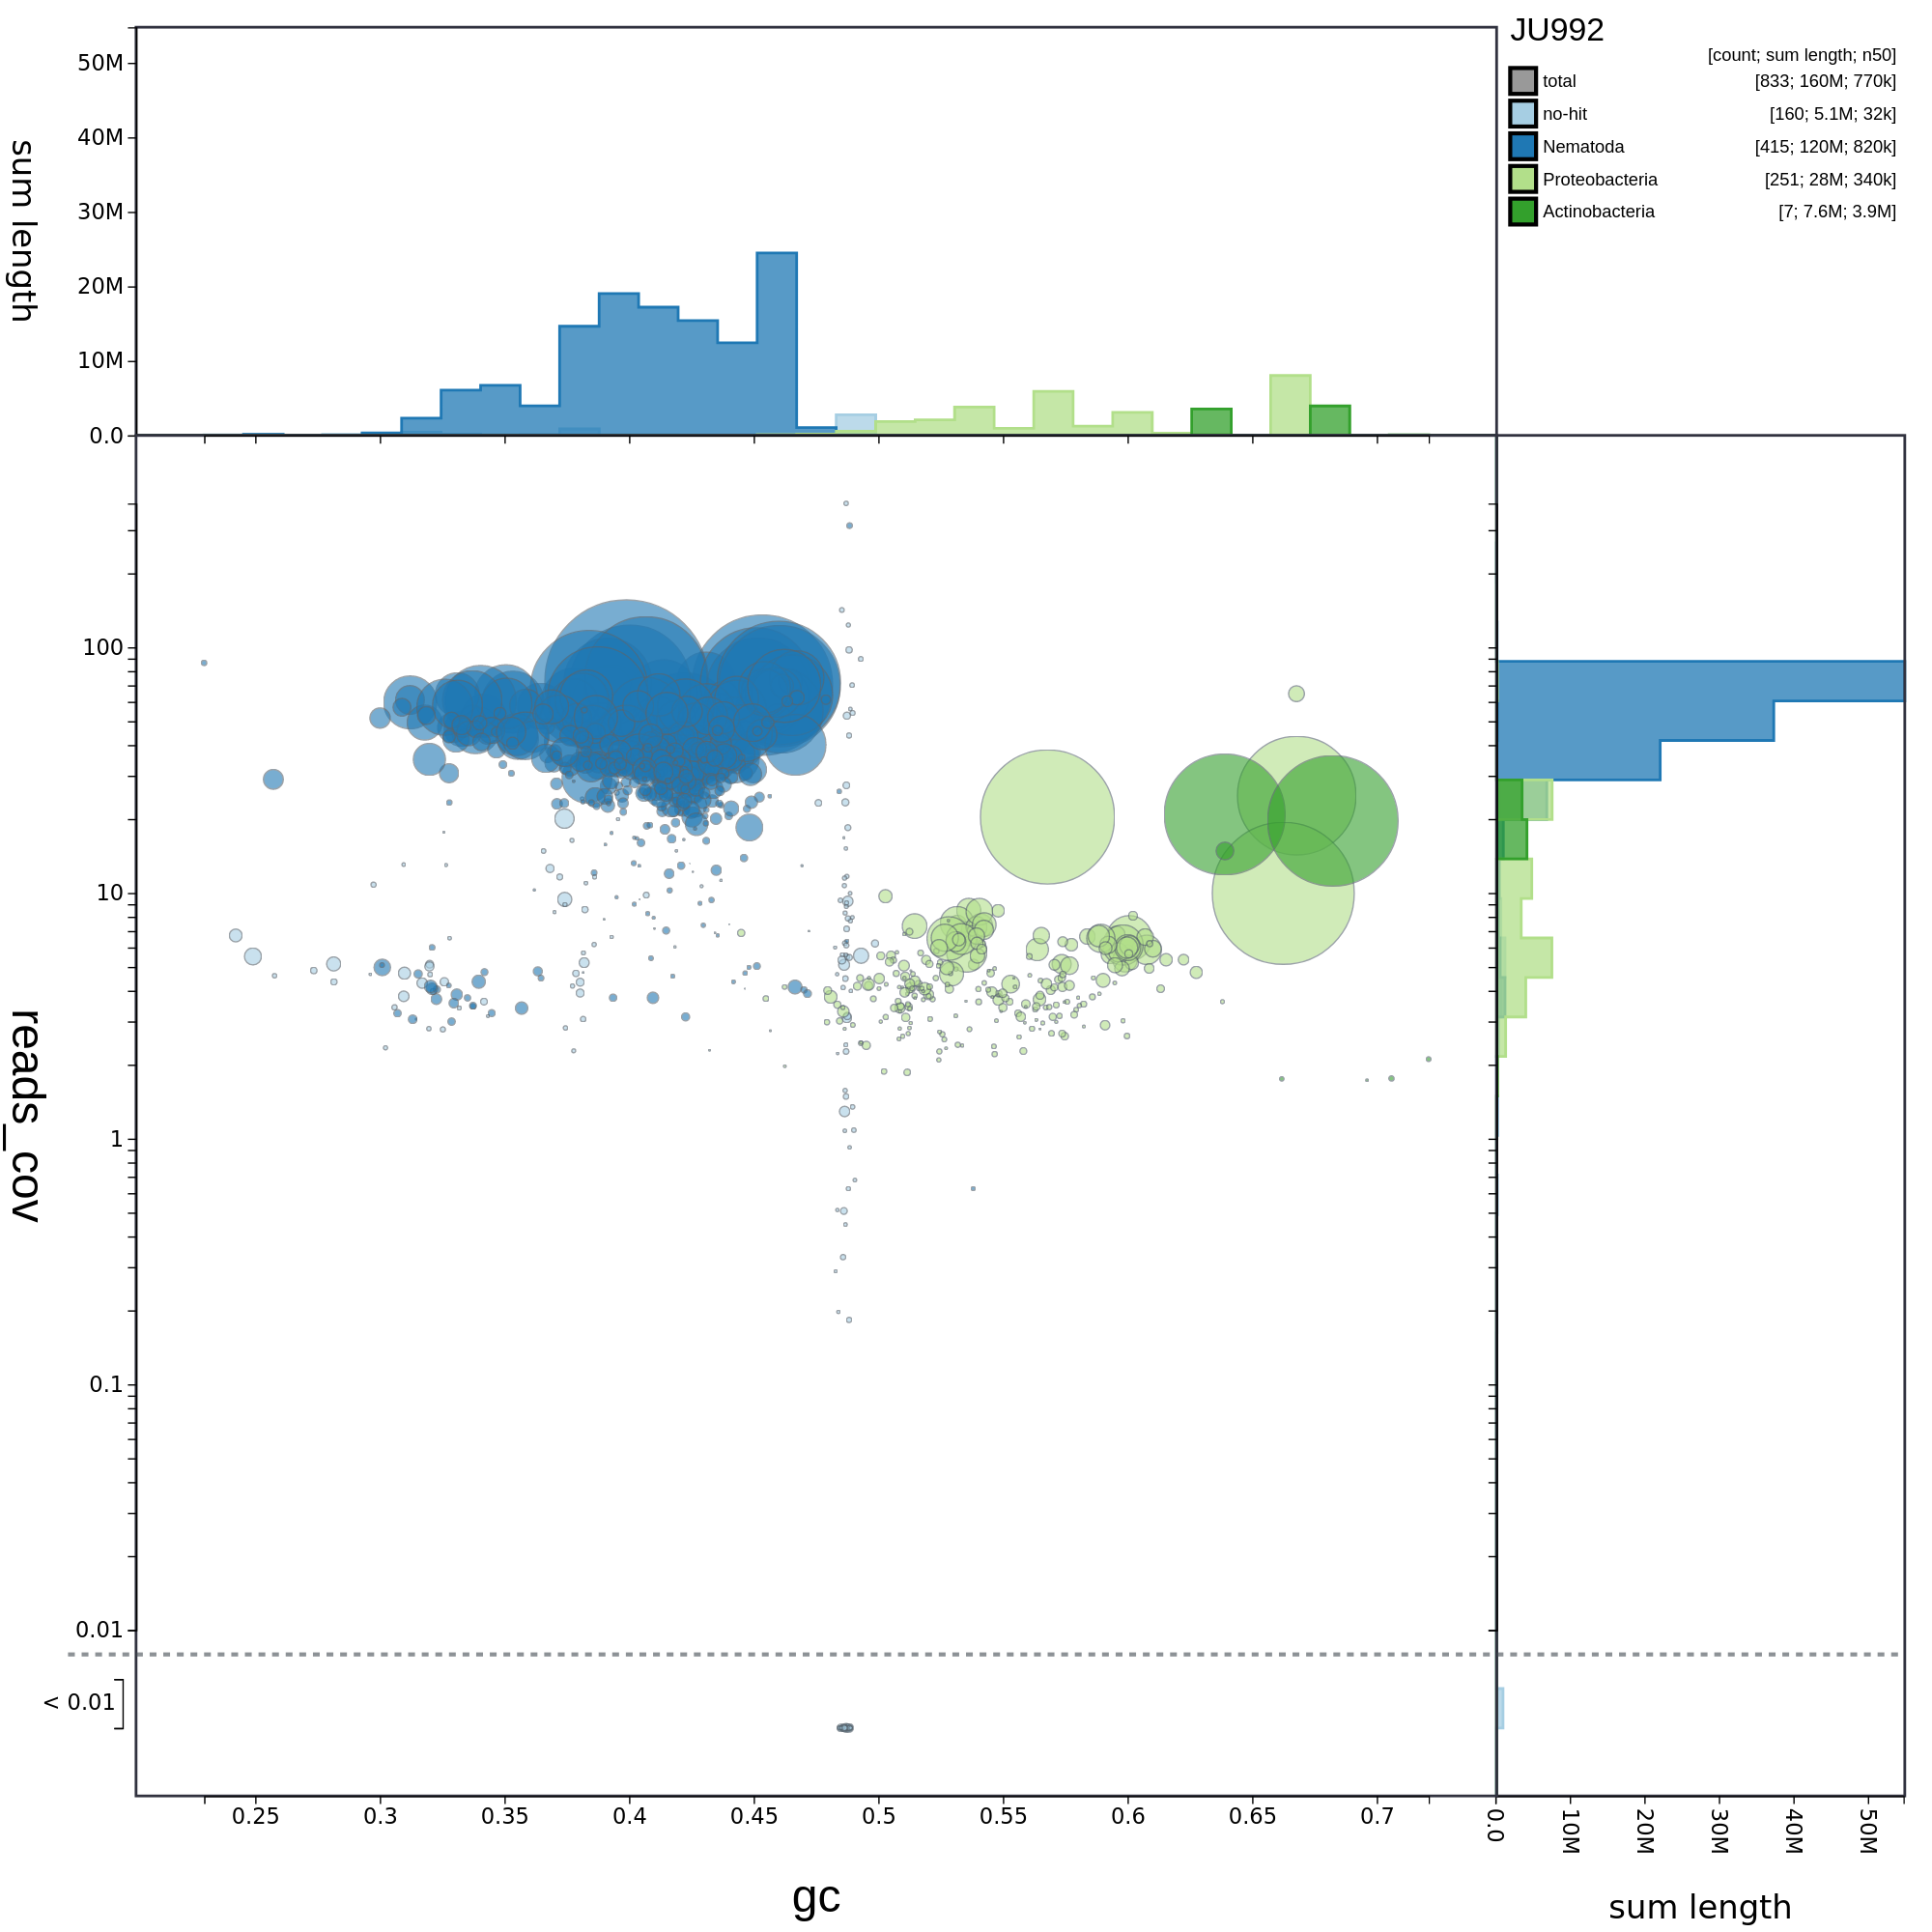 JU992
[count; sum length; n50]
total [833; 160M; 770k]
no-hit [160; 5.1M; 32k]
Nematoda [415; 120M; 820k]
Proteobacteria [251; 28M; 340k]
Actinobacteria [7; 7.6M; 3.9M]
sum length
50M
40M
30M
20M
10M
0.0
reads_cov
100
10
1
0.1
0.01
< 0.01
0.25 0.3 0.35 0.4 0.45 0.5 0.55 0.6 0.65 0.7
gc
0.0 10M 20M 30M 40M 50M
sum length